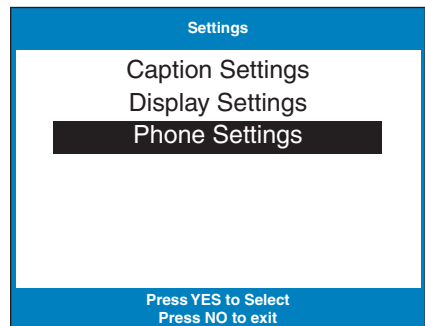 Settings
Caption Settings
Display Settings
Phone Settings
Press YES to Select
Press NO to exit